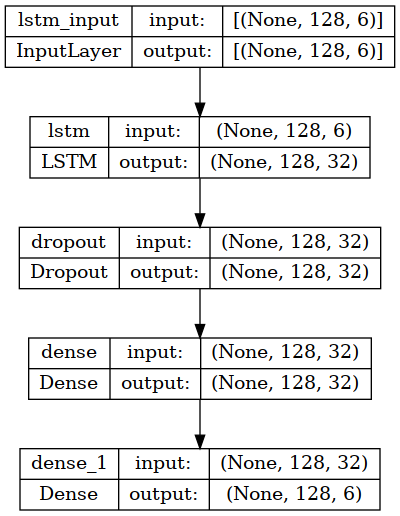 lstm_input input: [(None, 128, 6)]
InputLayer output: [(None, 128, 6)]
lstm input: (None, 128, 6)
LSTM output: (None, 128, 32)
dropout input: (None, 128, 32)
Dropout output: (None, 128, 32)
dense input: (None, 128, 32)
Dense output: (None, 128, 32)
dense_1 input: (None, 128, 32)
Dense output: (None, 128, 6)